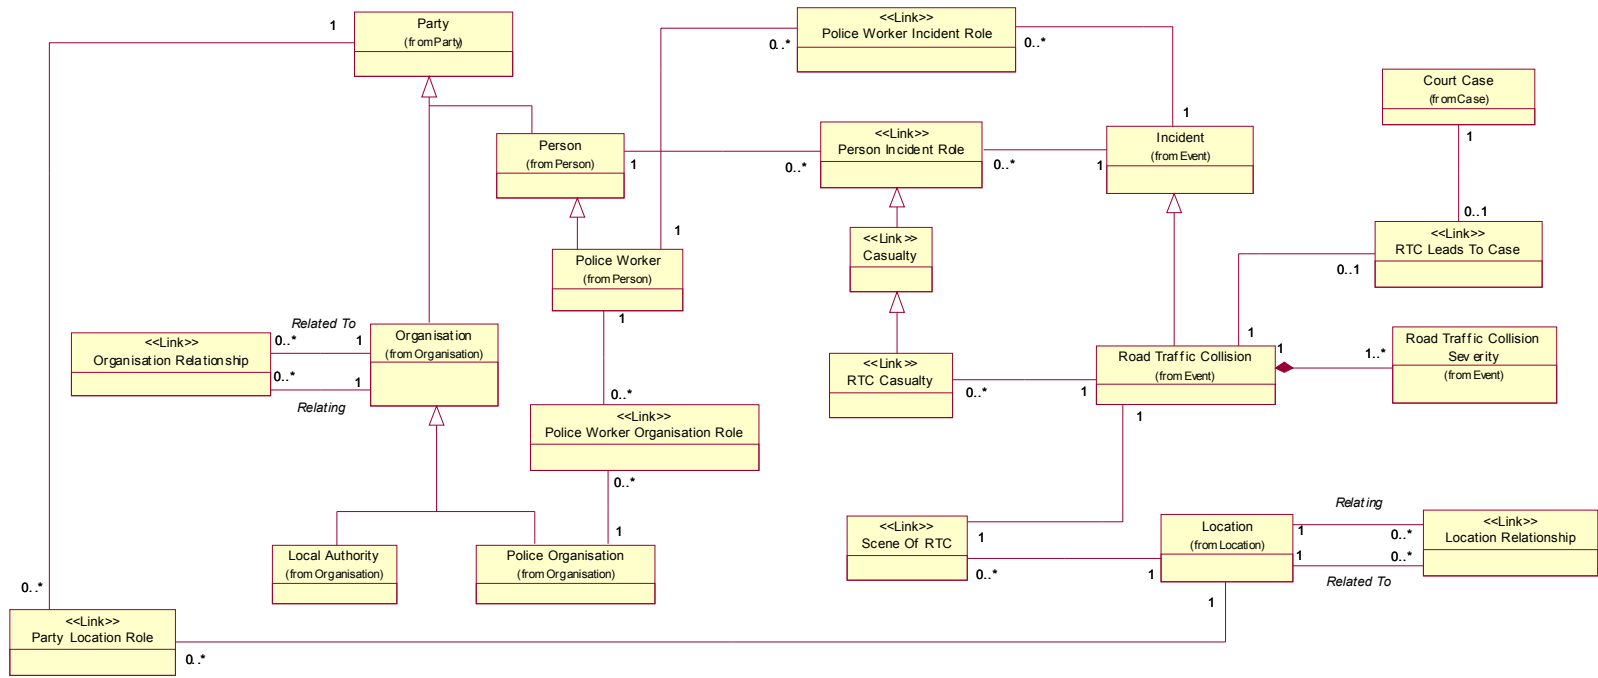 Party
(from Party)
1
<<Link>>
Police Worker Incident Role
0..*
0..*
Court Case
(from Case)
1
Person
(from Person)
1
<<Link>>
Person Incident Role
0..*
0..*
1
Incident
(from Event)
1
0..1
<<Link>>
RTC Leads To Case
0..1
1
Police Worker
(from Person)
1
1
<<Link>>
Casualty
Related To
<<Link>>
Organisation Relationship
0..*
1
0..*
1
Relating
Organisation
(from Organisation)
<<Link>>
RTC Casualty
0..*
1
Road Traffic Collision
(from Event)
1
1
1..*
Road Traffic Collision
Severity
(from Event)
0..*
<<Link>>
Police Worker Organisation Role
0..*
1
Local Authority
(from Organisation)
Police Organisation
(from Organisation)
<<Link>>
Scene Of RTC
1
0..*
1
Location
(from Location)
Relating
1
0..*
1
0..*
Related To
<<Link>>
Location Relationship
1
0..*
<<Link>>
Party Location Role
0..*